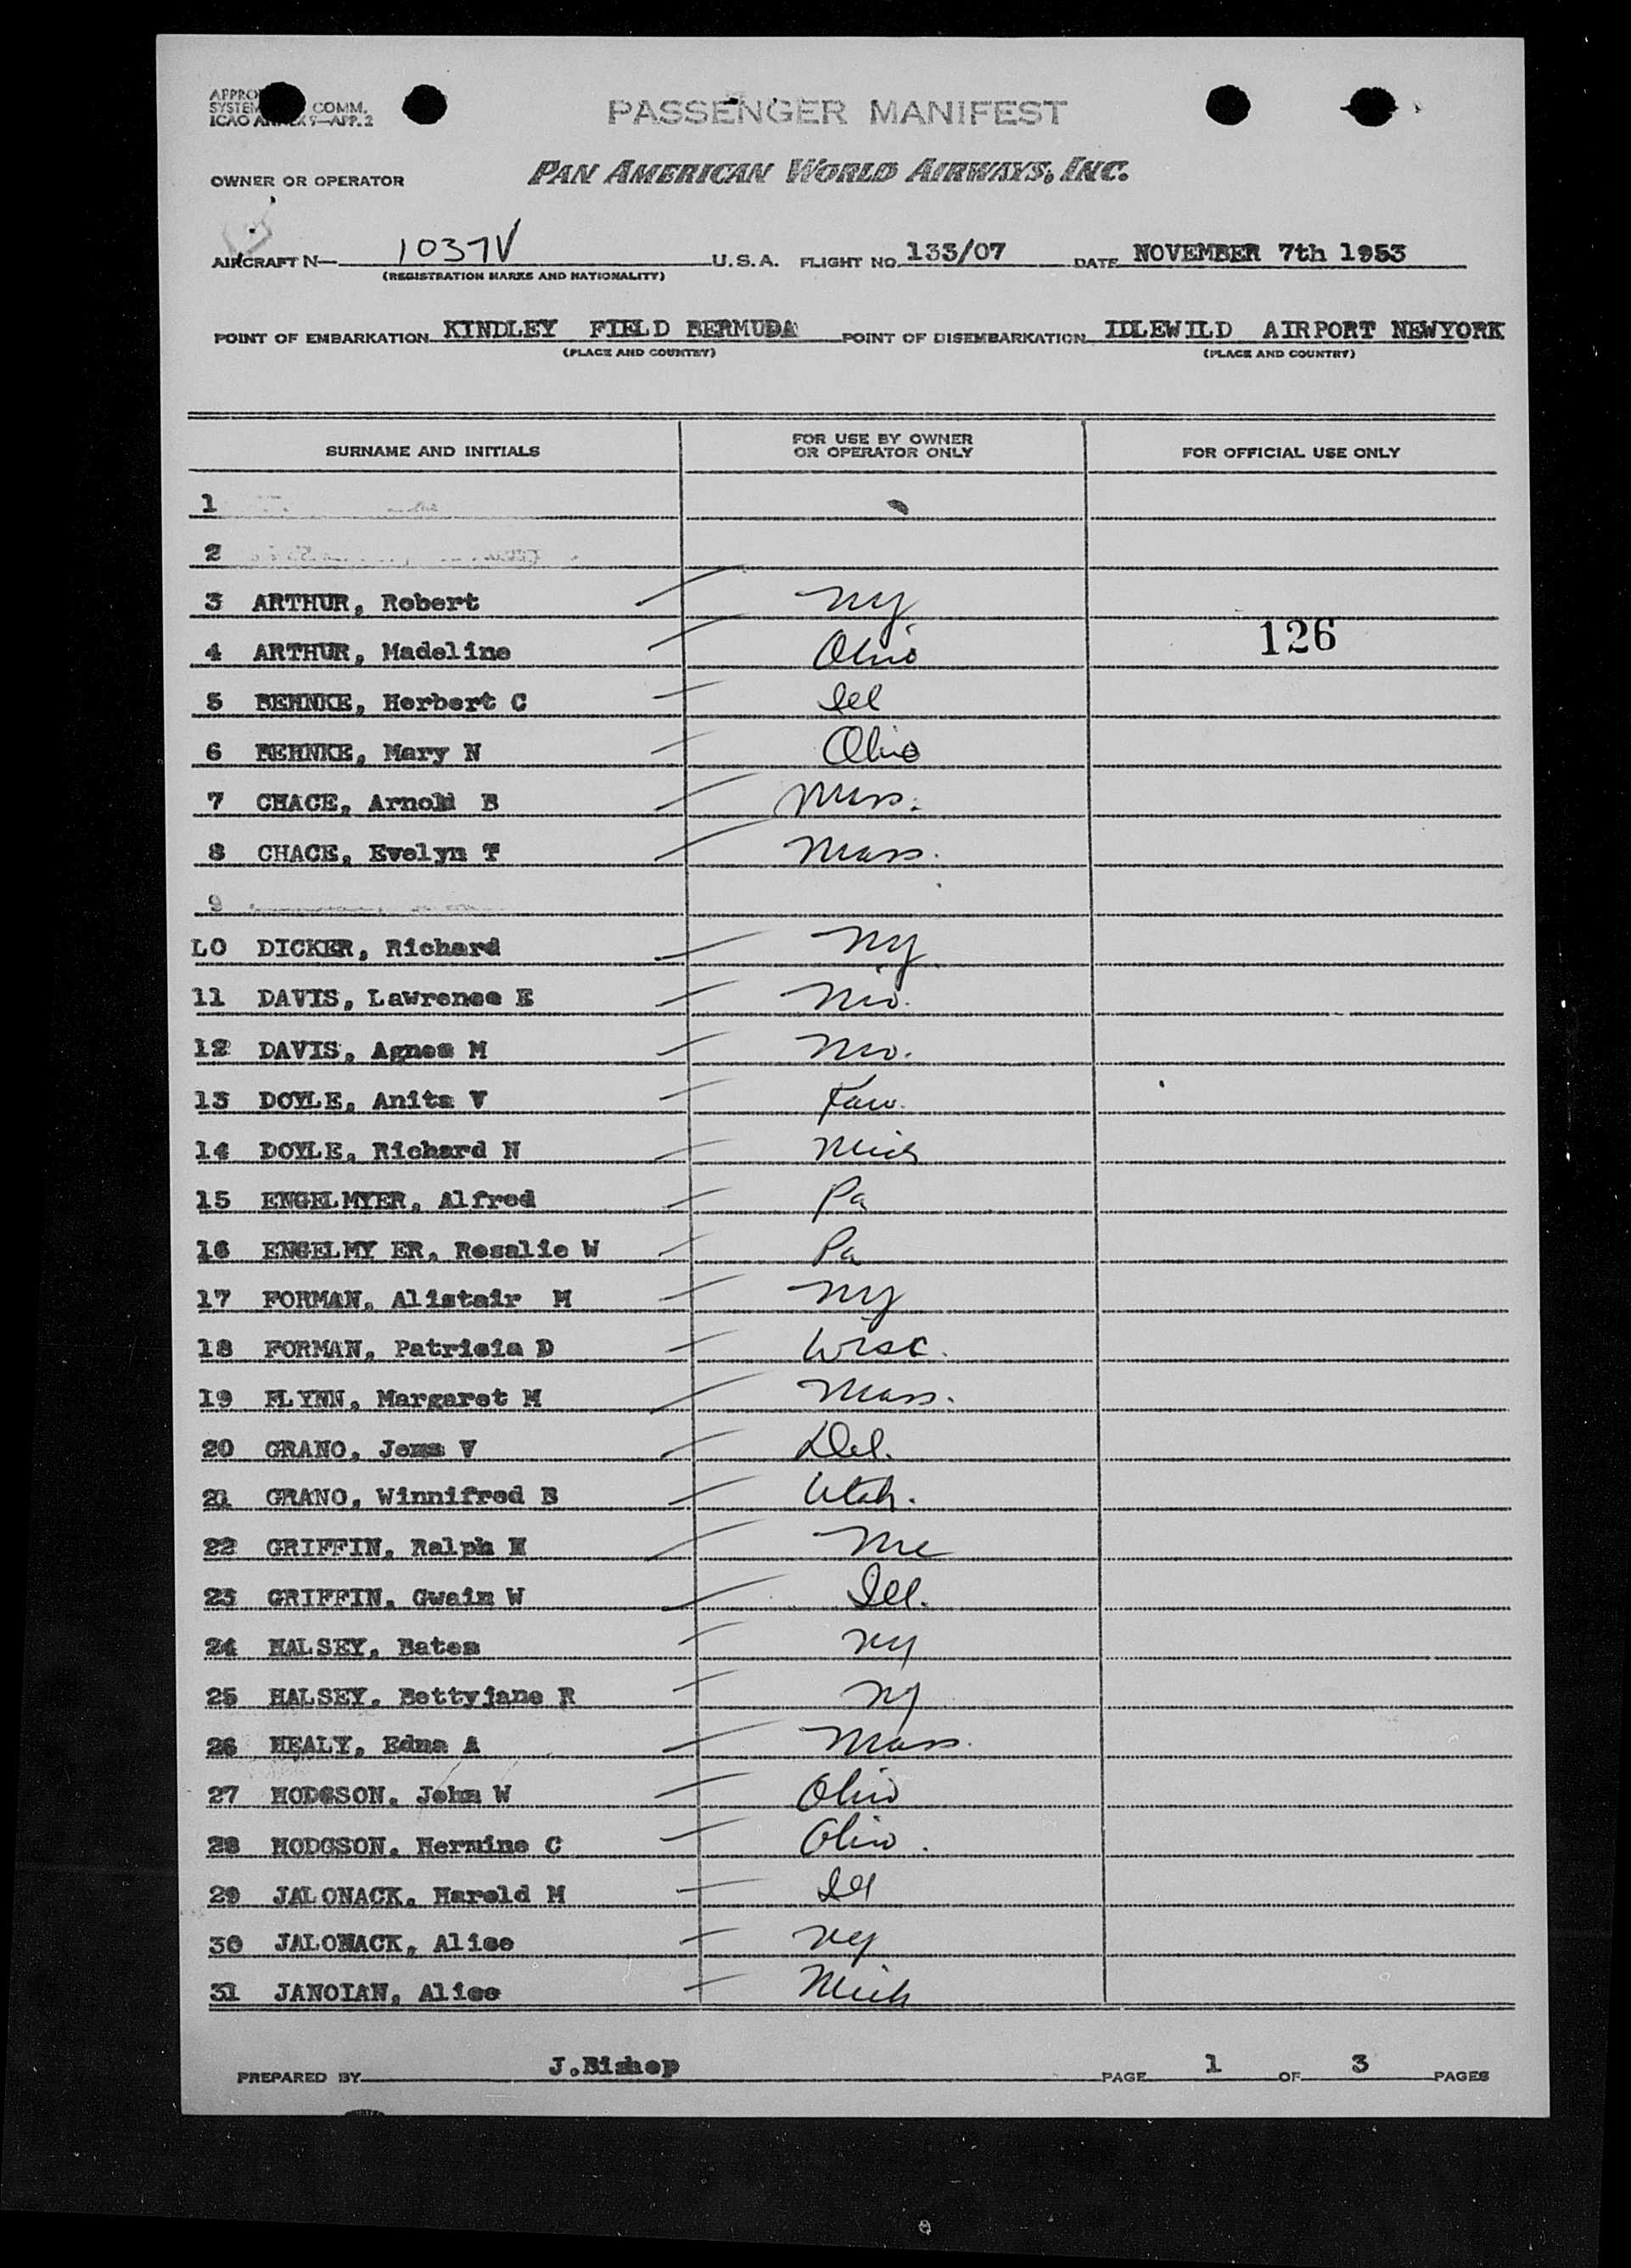 PASSENGER MANIFEST
SYSTEM COMM.
ICAO ANNEX 9—APP. 2
OWNER OR OPERATOR PAN AMERICAN WORLD AIRWAYS, INC.
AIRCRAFT N— 1037V U.S.A. FLIGHT NO. 133/07 DATE NOVEMBER 7th 1953
(REGISTRATION MARKS AND NATIONALITY)
POINT OF EMBARKATION KINDLEY FIELD BERMUDA POINT OF DISEMBARKATION IDLEWILD AIRPORT NEWYORK
(PLACE AND COUNTRY) (PLACE AND COUNTRY)
SURNAME AND INITIALS FOR USE BY OWNER OR OPERATOR ONLY FOR OFFICIAL USE ONLY
1
2
3 ARTHUR, Robert NY
4 ARTHUR, Madeline Ohio 126
5 BEHNKE, Herbert C Ill
6 BEHNKE, Mary N Ohio
7 CHACE, Arnold B
8 CHACE, Evelyn T Mass.
9
LO DICKER, Richard NY
11 DAVIS, Lawrence E Mo.
12 DAVIS, Agnes M Mo.
13 DOYLE, Anita V
14 DOYLE, Richard N Mich
15 ENGELMYER, Alfred Pa
16 ENGELMY ER, Rosalie W Pa
17 FORMAN, Alistair M NY
18 FORMAN, Patricia D Wisc.
19 FLYNN, Margaret M Mass.
20 GRANO, V Del.
21 GRANO, Winnifred B Utah.
22 GRIFFIN, Ralph Me
23 GRIFFIN, W Ill.
24 HALSEY, Bates NY
25 HALSEY, Bettyjane R NJ
26 HEALY, Edna A Mass.
27 HODGSON, John W Ohio
28 HODGSON, Hermine C Ohio.
29 JALONACK, Harold M Ill
30 JALONACK, Alice NY
31 JANOIAN, Alice Mich
PREPARED BY J.Bishop PAGE 1 OF 3 PAGES